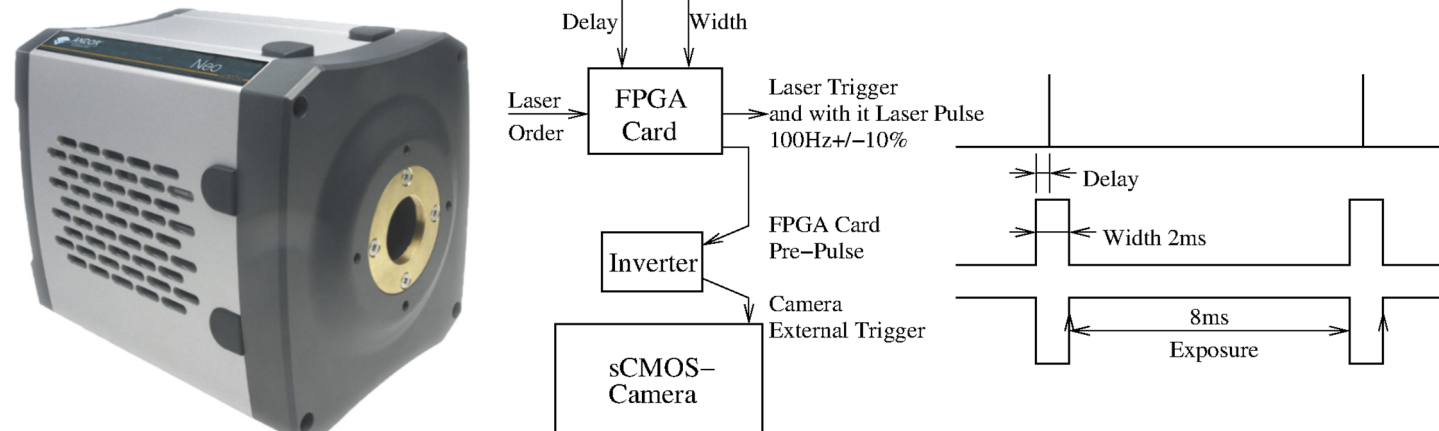 ANDOR
Neo
Delay
Width
Laser
Order
FPGA
Card
Laser Trigger
and with it Laser Pulse
100Hz+/−10%
FPGA Card
Pre−Pulse
Inverter
Camera
External Trigger
sCMOS−
Camera
Delay
Width 2ms
8ms
Exposure